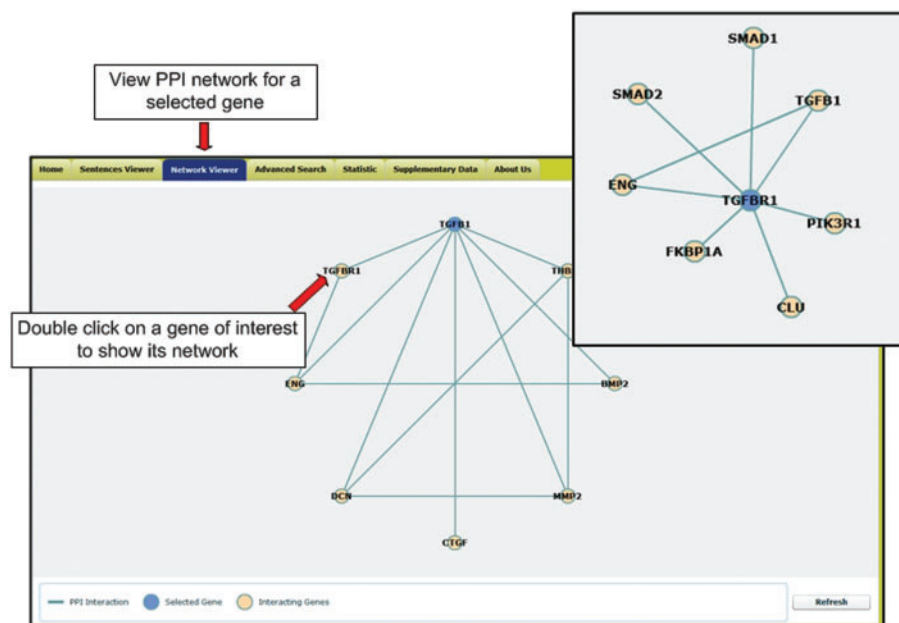 View PPI network for a
selected gene
Home
Sentences Viewer
Network Viewer
Advanced Search
Statistic
Supplementary Data
About Us
SMAD1
SMAD2
TGFB1
ENG
TGFBR1
PIK3R1
FKBP1A
CLU
TGFB1
TGFBR1
Double click on a gene of interest
to show its network
ENG
BMP2
DCN
MMP2
CTGF
PPI Interaction
Selected Gene
Interacting Genes
Refresh